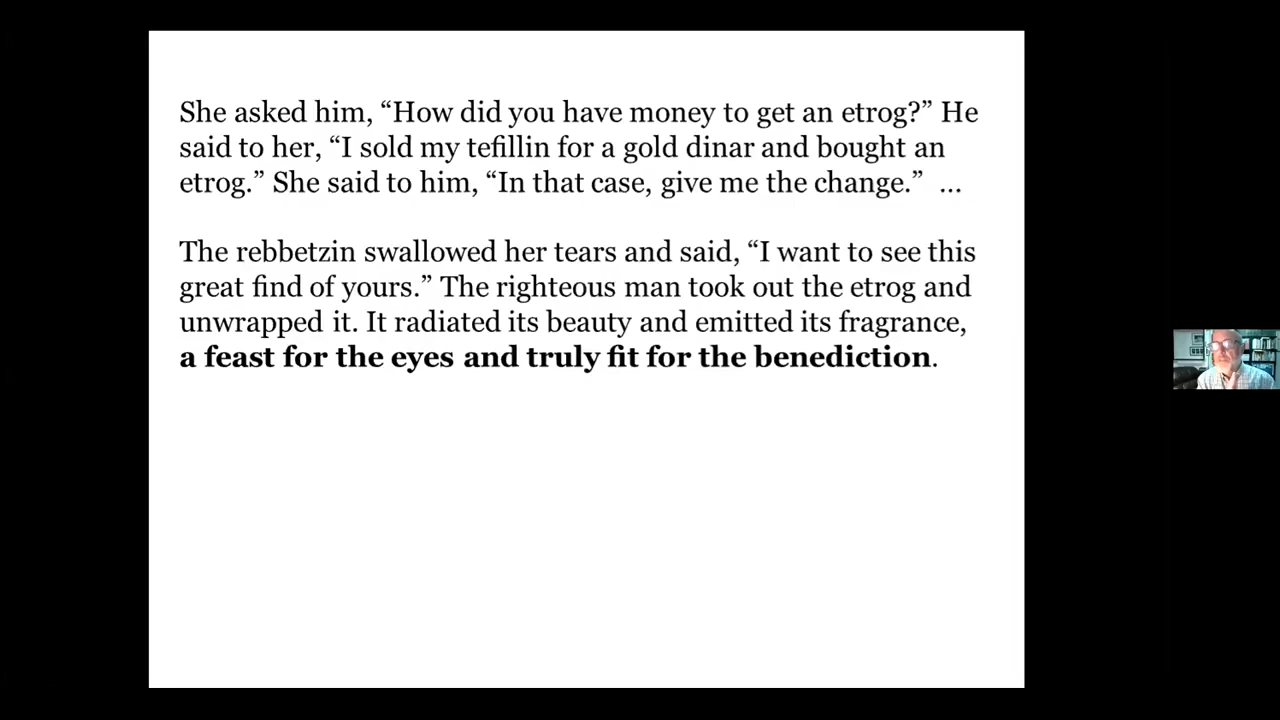 She asked him, “How did you have money to get an etrog?” He
said to her, “I sold my tefillin for a gold dinar and bought an
etrog.” She said to him, “In that case, give me the change.” ...
The rebbetzin swallowed her tears and said, “I want to see this
great find of yours.” The righteous man took out the etrog and
unwrapped it. It radiated its beauty and emitted its fragrance,
a feast for the eyes and truly fit for the benediction.